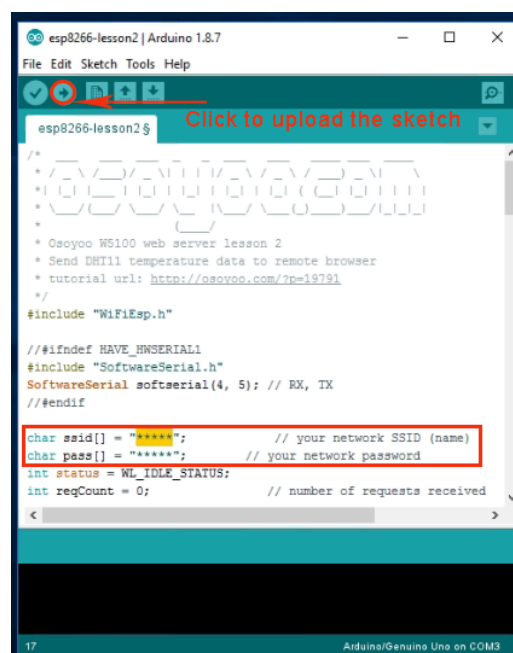 esp8266-lesson2 | Arduino 1.8.7
File Edit Sketch Tools Help
Click to upload the sketch
esp8266-lesson2 §
/*
 * osoyoo.com
 * Osoyoo W5100 web server lesson 2
 * Send DHT11 temperature data to remote browser
 * tutorial url: http://osoyoo.com/?p=19791
 */
#include "WiFiEsp.h"
//#ifndef HAVE_HWSERIAL1
#include "SoftwareSerial.h"
SoftwareSerial softserial(4, 5); // RX, TX
//#endif
char ssid[] = "*****"; // your network SSID (name)
char pass[] = "*****"; // your network password
int status = WL_IDLE_STATUS;
int reqCount = 0; // number of requests received
17
Arduino/Genuino Uno on COM3